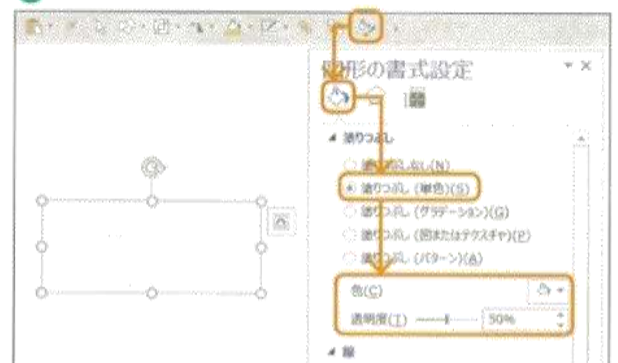 図形の書式設定
塗りつぶし
塗りつぶしなし(N)
塗りつぶし (単色)(S)
塗りつぶし (グラデーション)(G)
塗りつぶし (図またはテクスチャ)(P)
塗りつぶし (パターン)(A)
色(C)
透明度(T) 50%
線